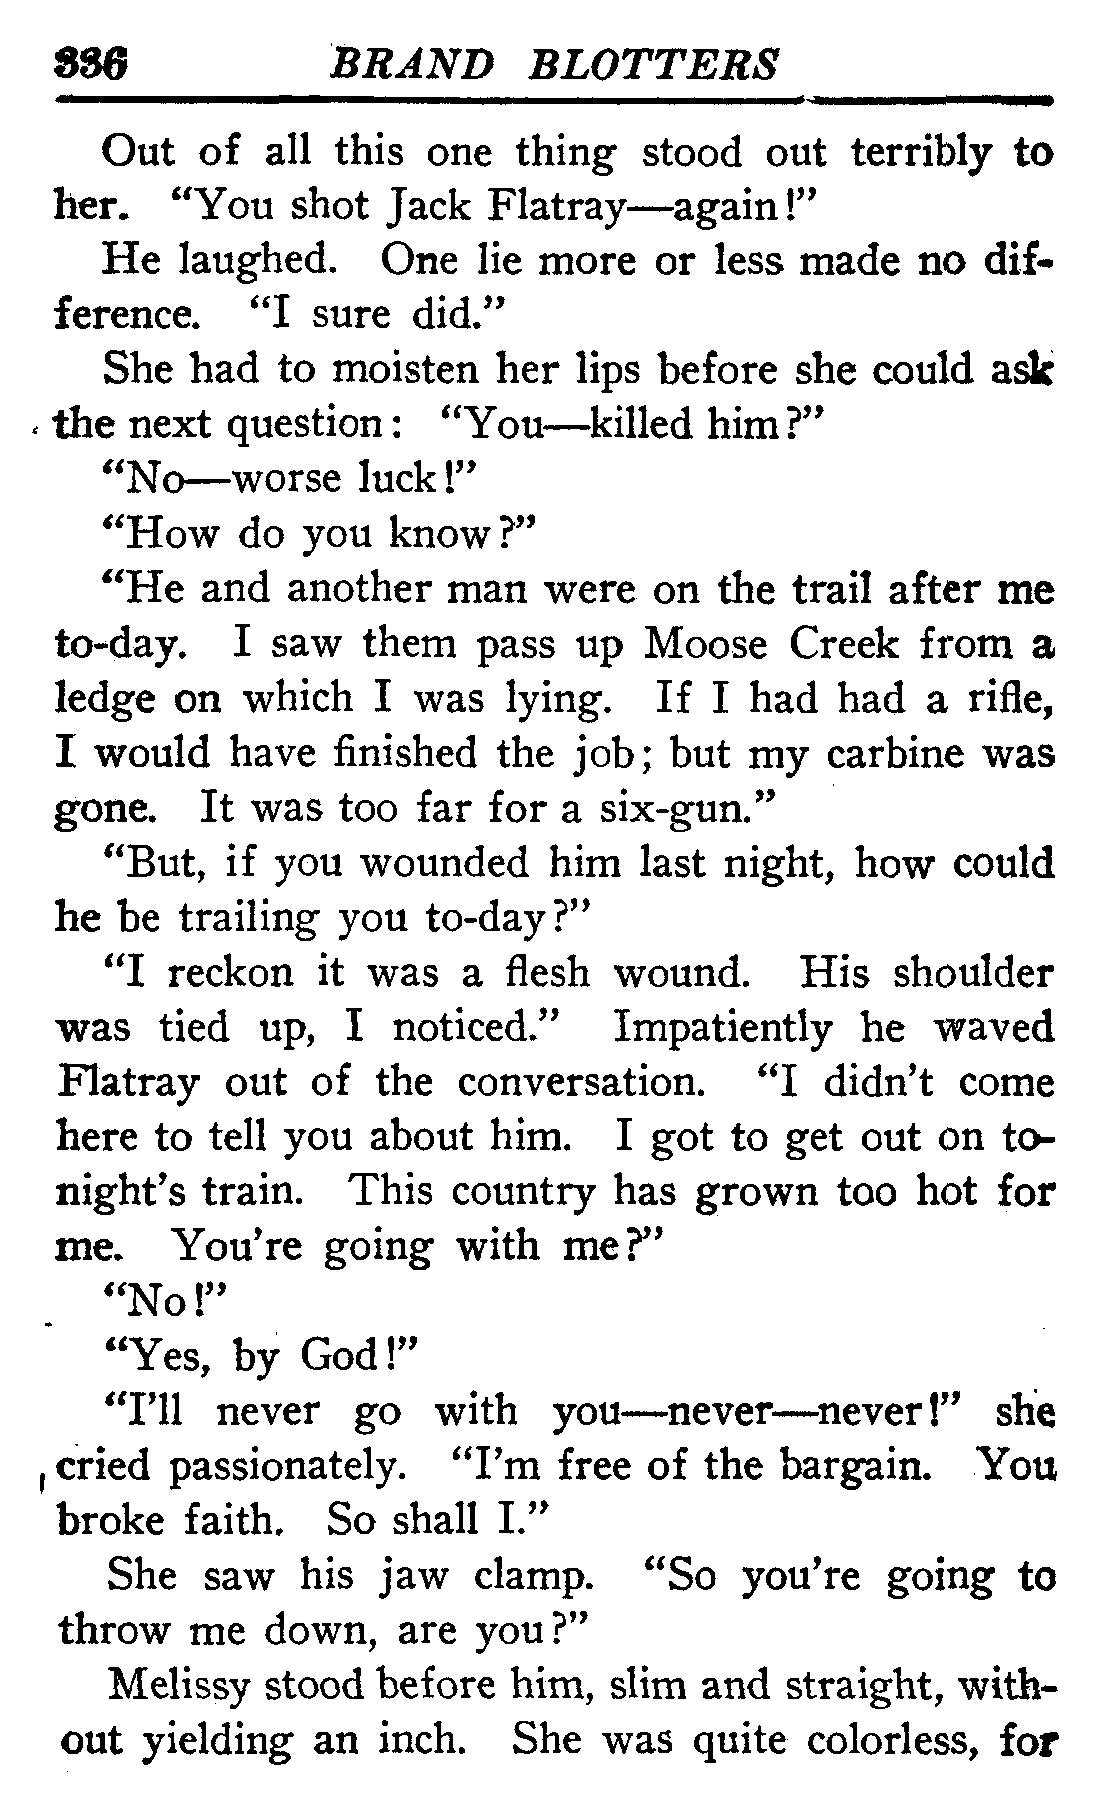 336 BRAND BLOTTERS
Out of all this one thing stood out terribly to
her. "You shot Jack Flatray—again!"
He laughed. One lie more or less made no dif-
ference. "I sure did."
She had to moisten her lips before she could ask
the next question: "You—killed him?"
"No—worse luck!"
"How do you know?"
"He and another man were on the trail after me
to-day. I saw them pass up Moose Creek from a
ledge on which I was lying. If I had had a rifle,
I would have finished the job; but my carbine was
gone. It was too far for a six-gun."
"But, if you wounded him last night, how could
he be trailing you to-day?"
"I reckon it was a flesh wound. His shoulder
was tied up, I noticed." Impatiently he waved
Flatray out of the conversation. "I didn't come
here to tell you about him. I got to get out on to-
night's train. This country has grown too hot for
me. You're going with me?"
"No!"
"Yes, by God!"
"I'll never go with you—never—never!" she
cried passionately. "I'm free of the bargain. You
broke faith. So shall I."
She saw his jaw clamp. "So you're going to
throw me down, are you?"
Melissy stood before him, slim and straight, with-
out yielding an inch. She was quite colorless, for